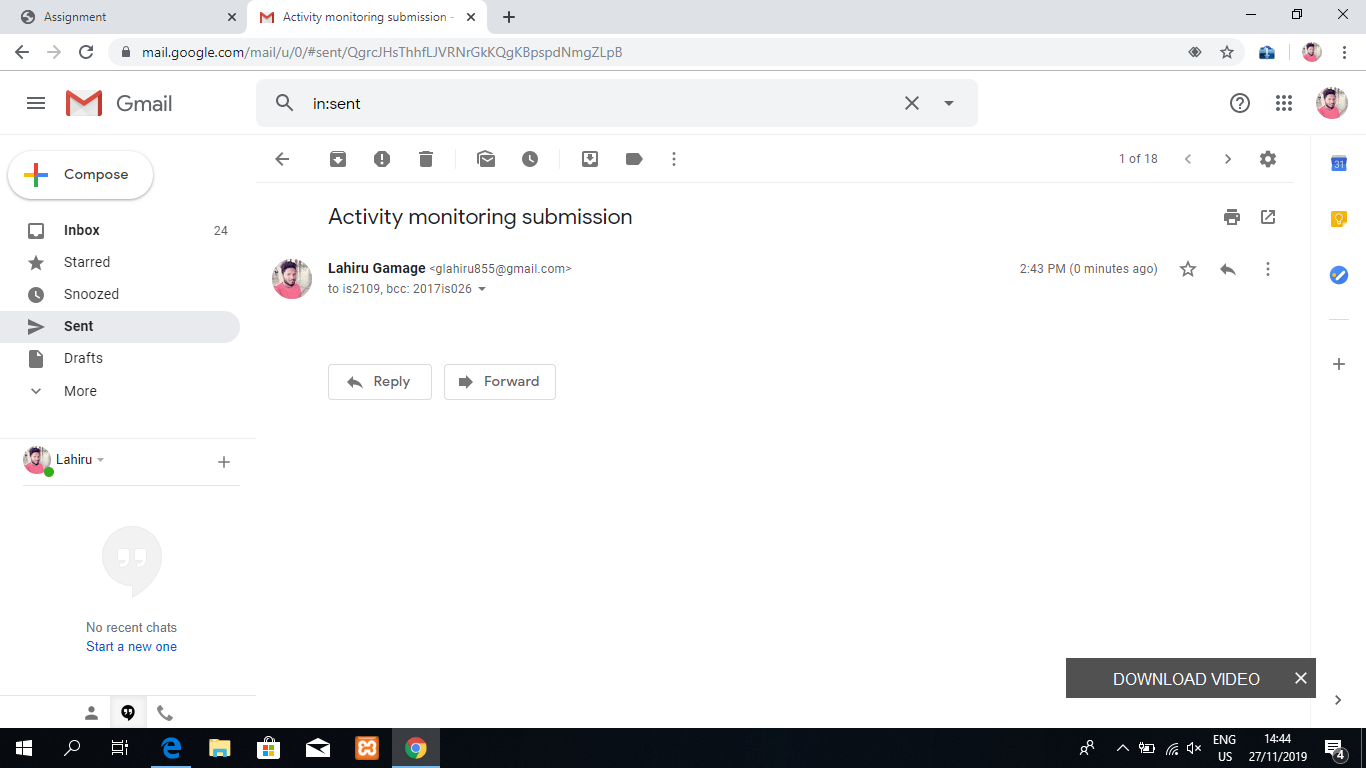 Assignment
Activity monitoring submission -
mail.google.com/mail/u/0/#sent/QgrcJHsThhfLJVRNrGkKQgKBpspdNmgZLpB
Gmail
in:sent
Compose
1 of 18
31
Activity monitoring submission
Inbox 24
Starred
Snoozed
Sent
Drafts
More
Lahiru Gamage <glahiru855@gmail.com>
2:43 PM (0 minutes ago)
to is2109, bcc: 2017is026
Reply
Forward
Lahiru
No recent chats
Start a new one
DOWNLOAD VIDEO
ENG
US
14:44
27/11/2019
4